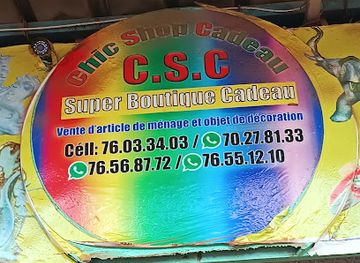 Chic Shop Cadeau
C.S.C
Super Boutique Cadeau
Vente d'article de ménage et objet de décoration
Céll: 76.03.34.03 / 70.27.81.33
76.56.87.72 / 76.55.12.10